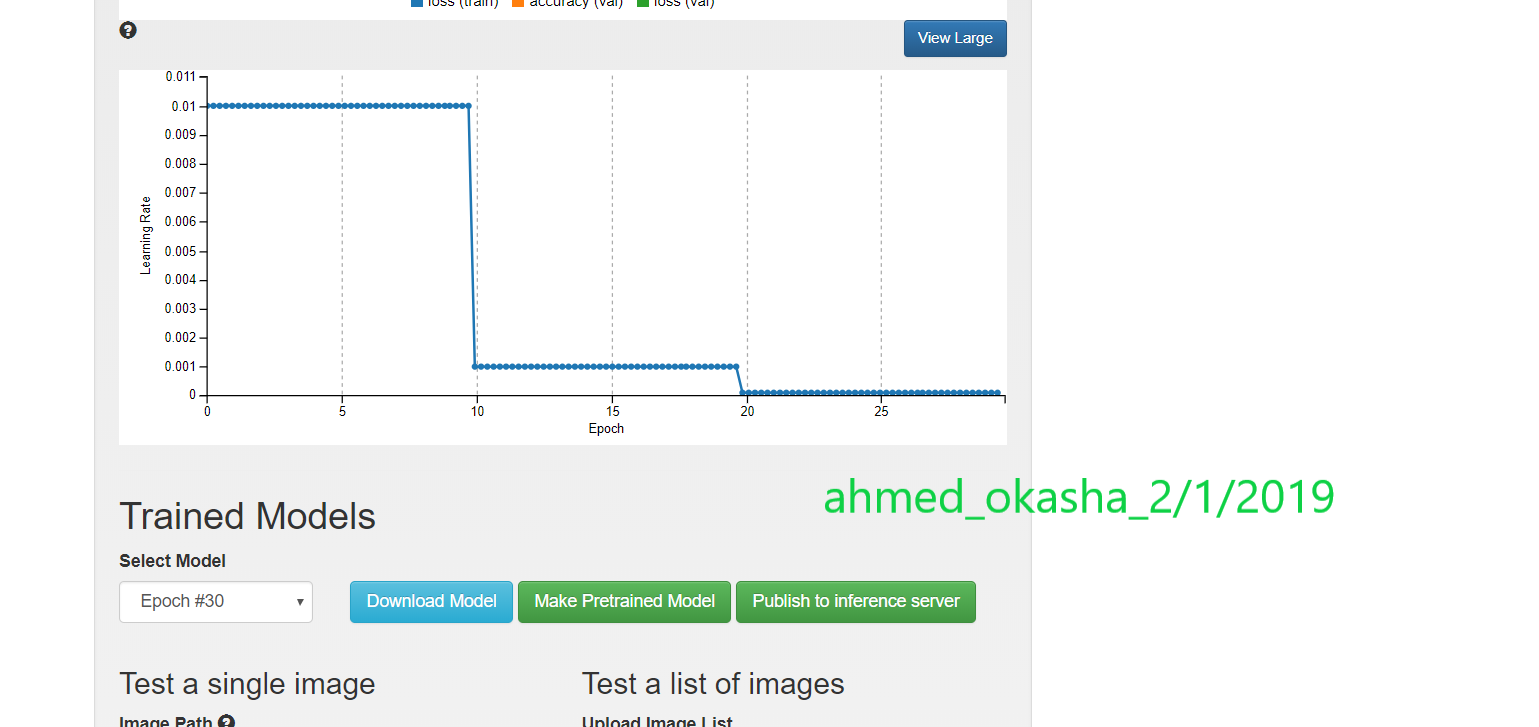 loss (train) accuracy (val) loss (val)
View Large
0.011
0.01
0.009
0.008
0.007
0.006
0.005
0.004
0.003
0.002
0.001
0
Learning Rate
0 5 10 15 20 25
Epoch
ahmed_okasha_2/1/2019
Trained Models
Select Model
Epoch #30 Download Model Make Pretrained Model Publish to inference server
Test a single image Test a list of images
Image Path Upload Image List